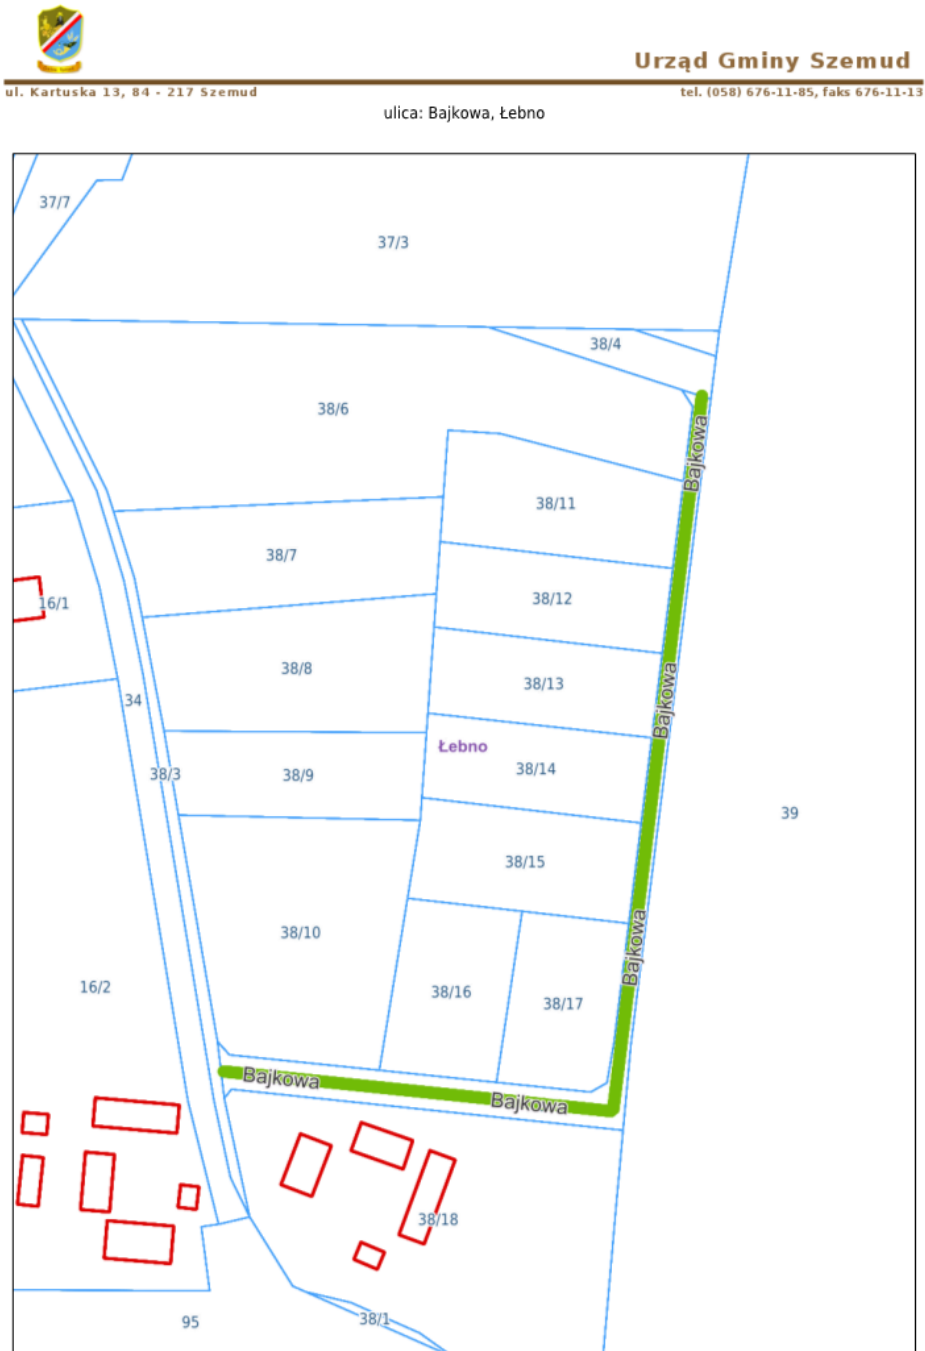 Urząd Gminy Szemud
ul. Kartuska 13, 84 - 217 Szemud
tel. (058) 676-11-85, faks 676-11-13
ulica: Bajkowa, Łebno
37/7
37/3
38/4
38/6
Bajkowa
38/11
38/7
38/12
16/1
38/8
38/13
34
Bajkowa
Łebno
38/14
38/3
38/9
39
38/15
38/10
Bajkowa
16/2
38/16
38/17
Bajkowa
Bajkowa
38/18
38/1
95